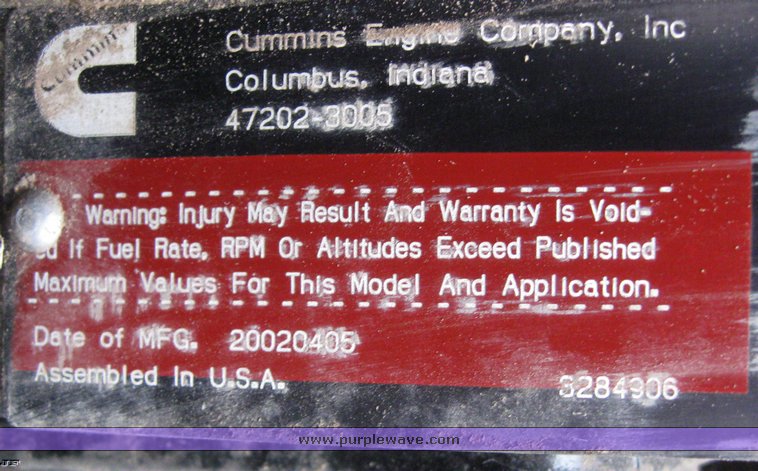 Cummins
Cummins Engine Company, Inc
Columbus, Indiana
47202-3005
Warning: Injury May Result And Warranty Is Void-
ed If Fuel Rate, RPM Or Altitudes Exceed Published
Maximum Values For This Model And Application.
Date of MFG. 20020405
Assembled In U.S.A.
3284906
www.purplewave.com